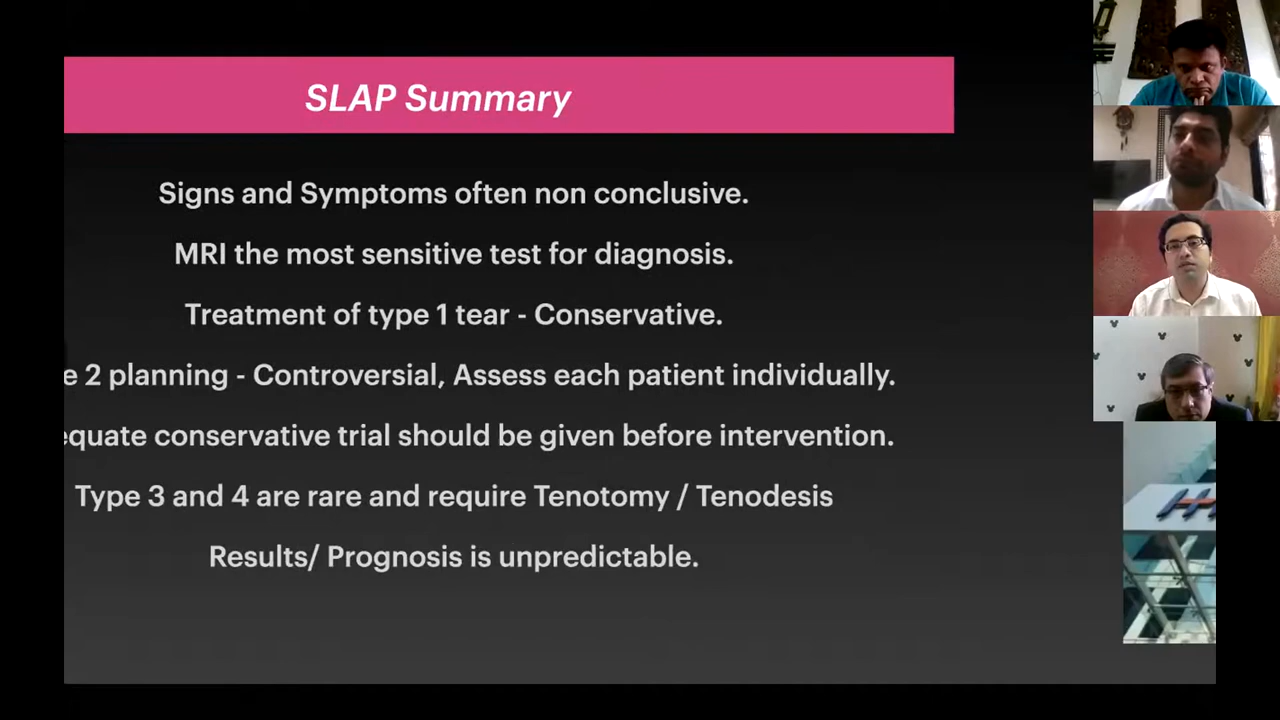 SLAP Summary
Signs and Symptoms often non conclusive.
MRI the most sensitive test for diagnosis.
Treatment of type 1 tear - Conservative.
e 2 planning - Controversial, Assess each patient individually.
equate conservative trial should be given before intervention.
Type 3 and 4 are rare and require Tenotomy / Tenodesis
Results/ Prognosis is unpredictable.